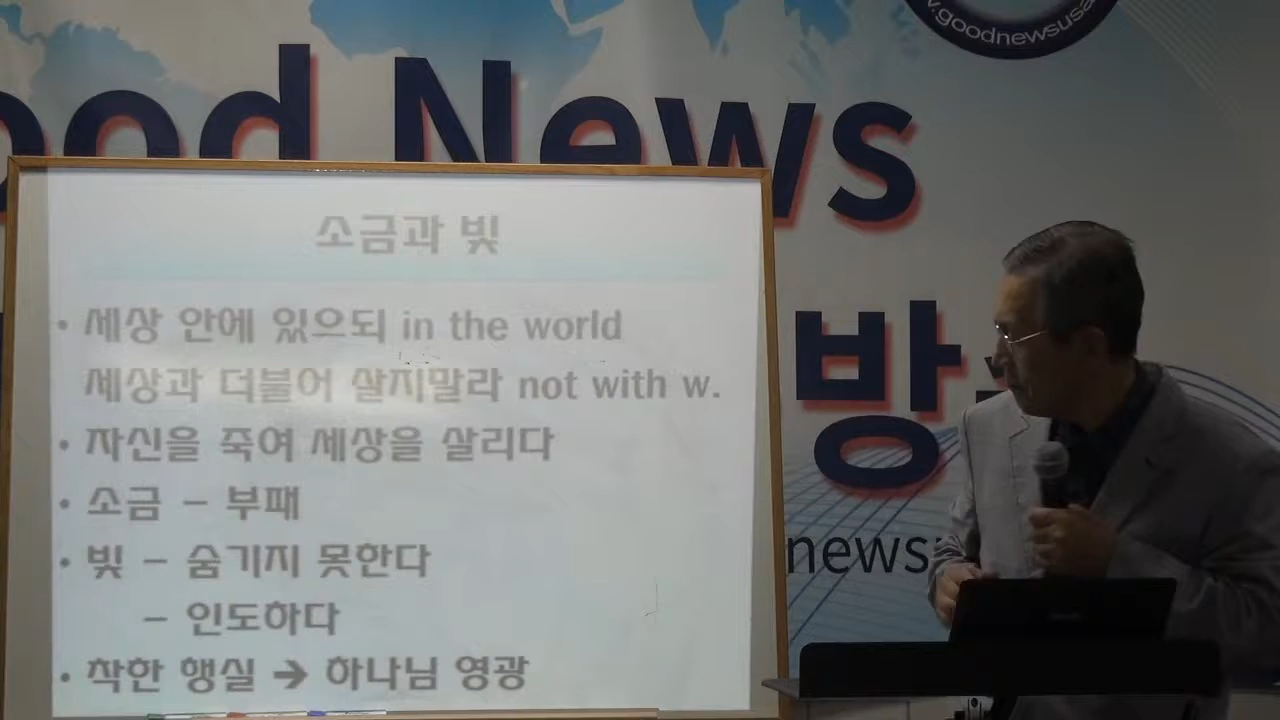 .goodnewsusa
ood News
방
news
소금과 빛
• 세상 안에 있으되 in the world
세상과 더불어 살지말라 not with w.
• 자신을 죽여 세상을 살리다
• 소금 – 부패
• 빛 – 숨기지 못한다
– 인도하다
• 착한 행실 → 하나님 영광